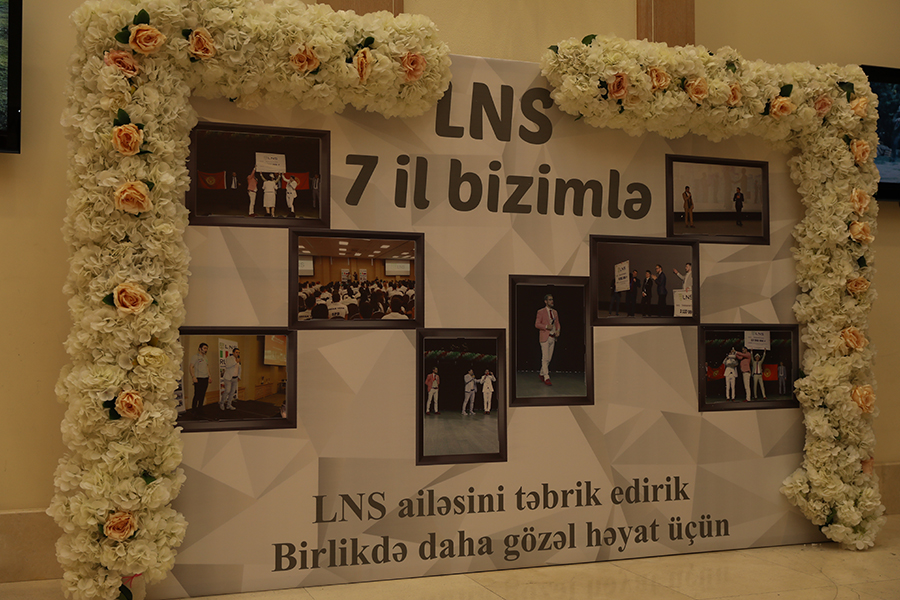 LNS
7 il bizimlə
LNS ailəsini təbrik edirik
Birlikdə daha gözəl həyat üçün